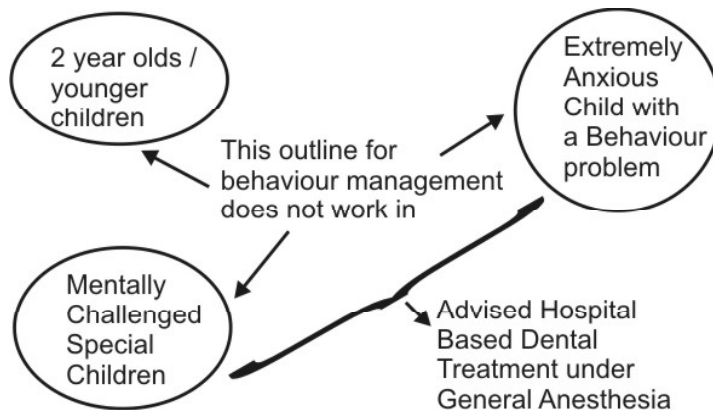 2 year olds /
younger
children
Extremely
Anxious
Child with
a Behaviour
problem
This outline for
behaviour management
does not work in
Mentally
Challenged
Special
Children
Advised Hospital
Based Dental
Treatment under
General Anesthesia